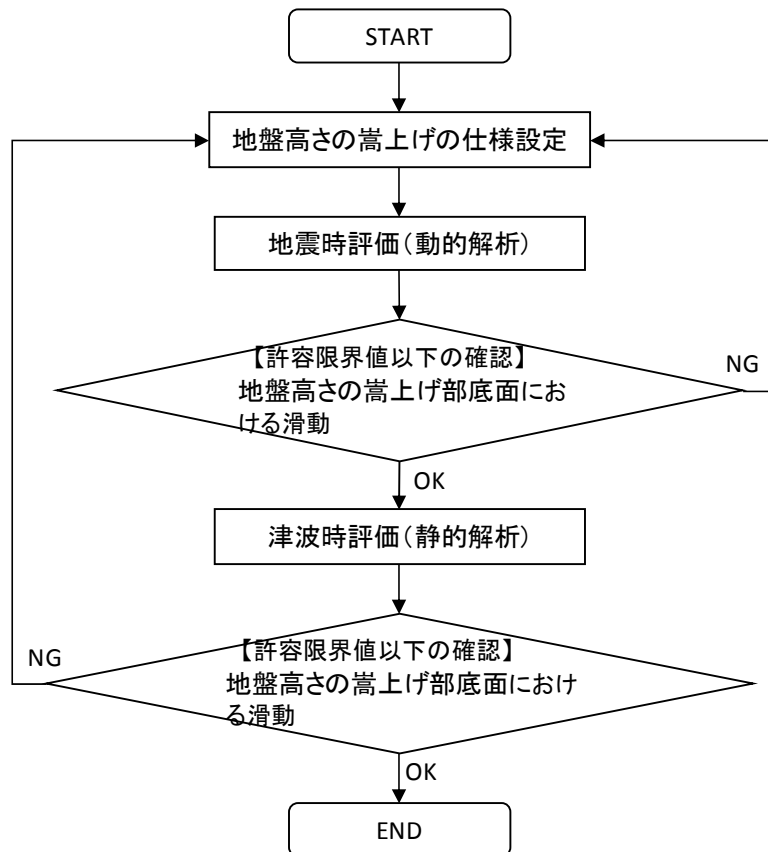 START
地盤高さの嵩上げの仕様設定
地震時評価(動的解析)
【許容限界値以下の確認】
地盤高さの嵩上げ部底面にお
ける滑動
NG
OK
津波時評価(静的解析)
【許容限界値以下の確認】
地盤高さの嵩上げ部底面におけ
る滑動
NG
OK
END